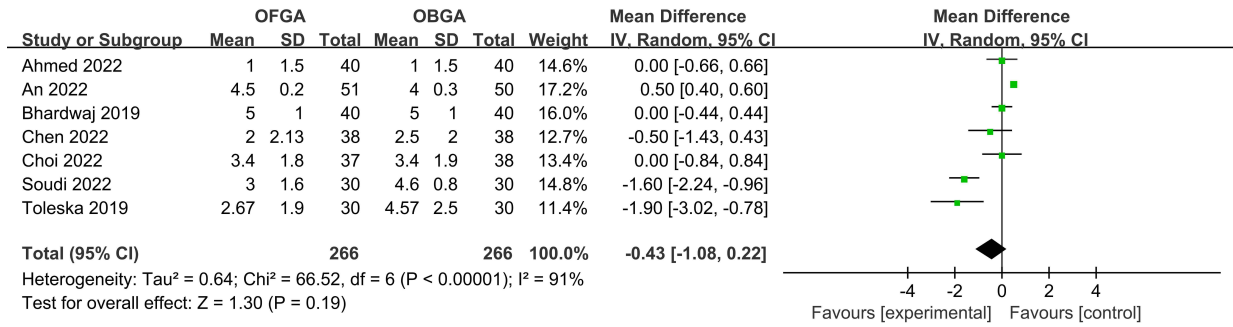 OFGA OBGA Mean Difference Mean Difference
Study or Subgroup Mean SD Total Mean SD Total Weight IV, Random, 95% CI IV, Random, 95% CI
Ahmed 2022 1 1.5 40 1 1.5 40 14.6% 0.00 [-0.66, 0.66]
An 2022 4.5 0.2 51 4 0.3 50 17.2% 0.50 [0.40, 0.60]
Bhardwaj 2019 5 1 40 5 1 40 16.0% 0.00 [-0.44, 0.44]
Chen 2022 2 2.13 38 2.5 2 38 12.7% -0.50 [-1.43, 0.43]
Choi 2022 3.4 1.8 37 3.4 1.9 38 13.4% 0.00 [-0.84, 0.84]
Soudi 2022 3 1.6 30 4.6 0.8 30 14.8% -1.60 [-2.24, -0.96]
Toleska 2019 2.67 1.9 30 4.57 2.5 30 11.4% -1.90 [-3.02, -0.78]
Total (95% CI) 266 266 100.0% -0.43 [-1.08, 0.22]
Heterogeneity: Tau² = 0.64; Chi² = 66.52, df = 6 (P < 0.00001); I² = 91%
Test for overall effect: Z = 1.30 (P = 0.19)
-4 -2 0 2 4
Favours [experimental] Favours [control]